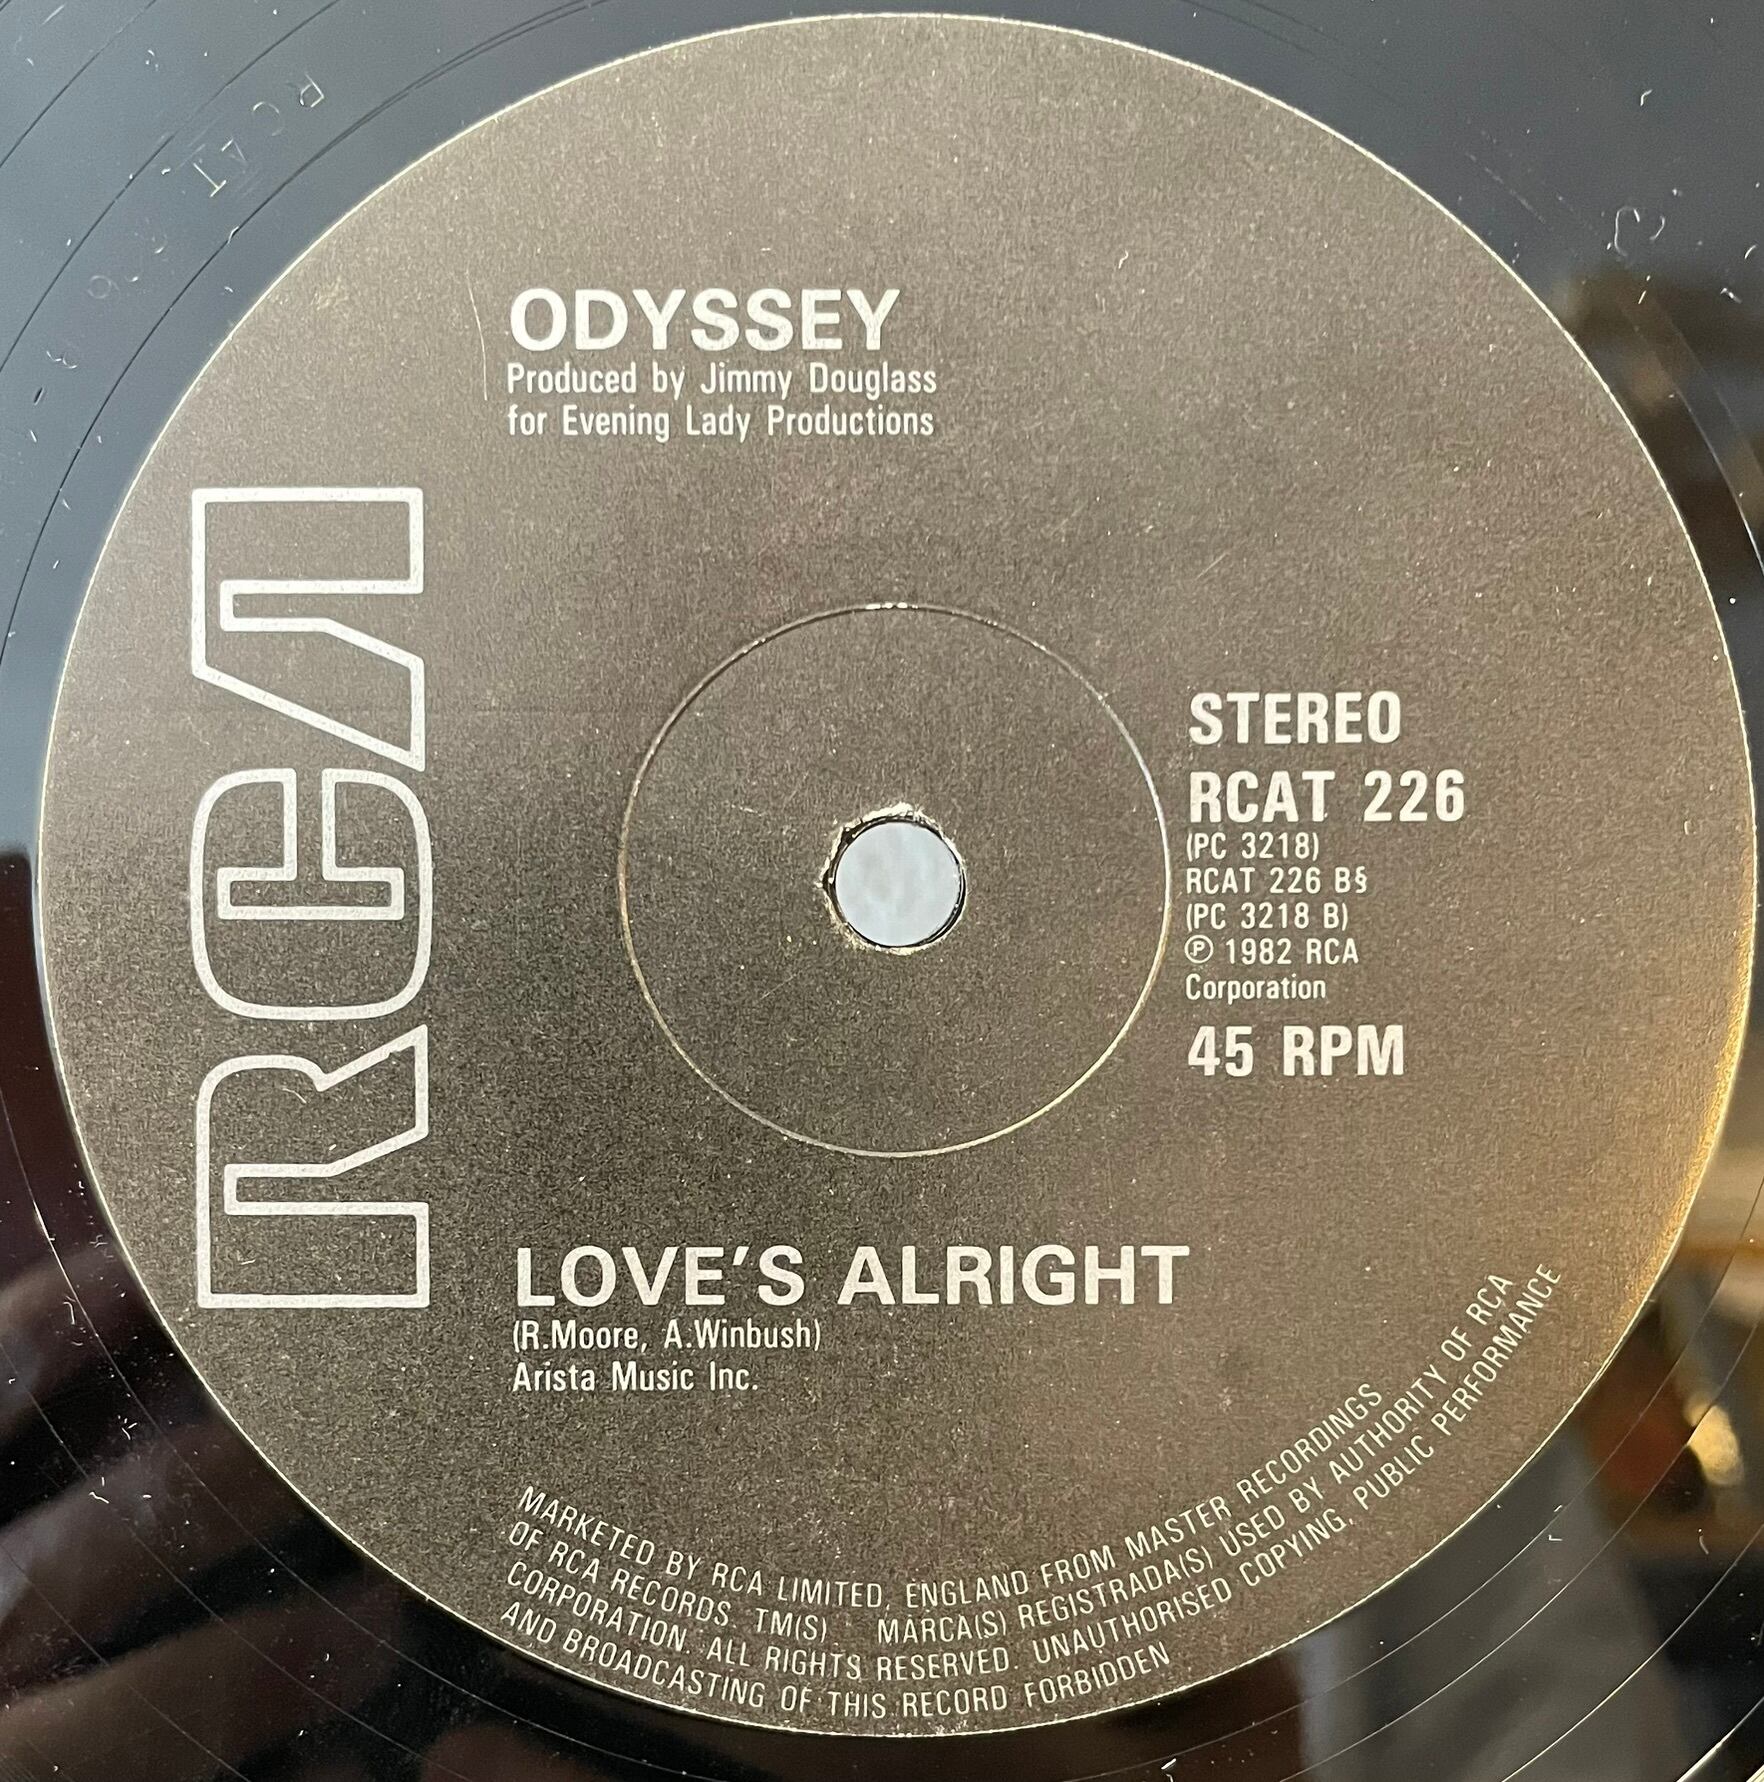 RCAT
RCA
ODYSSEY
Produced by Jimmy Douglass
for Evening Lady Productions
STEREO
RCAT 226
(PC 3218)
RCAT 226 B§
(PC 3218 B)
℗ 1982 RCA
Corporation
45 RPM
LOVE'S ALRIGHT
(R.Moore, A.Winbush)
Arista Music Inc.
MARKETED BY RCA LIMITED, ENGLAND FROM MASTER RECORDINGS
OF RCA RECORDS. TM(S) MARCA(S) REGISTRADA(S) USED BY AUTHORITY OF RCA
CORPORATION. ALL RIGHTS RESERVED. UNAUTHORISED COPYING, PUBLIC PERFORMANCE
AND BROADCASTING OF THIS RECORD FORBIDDEN